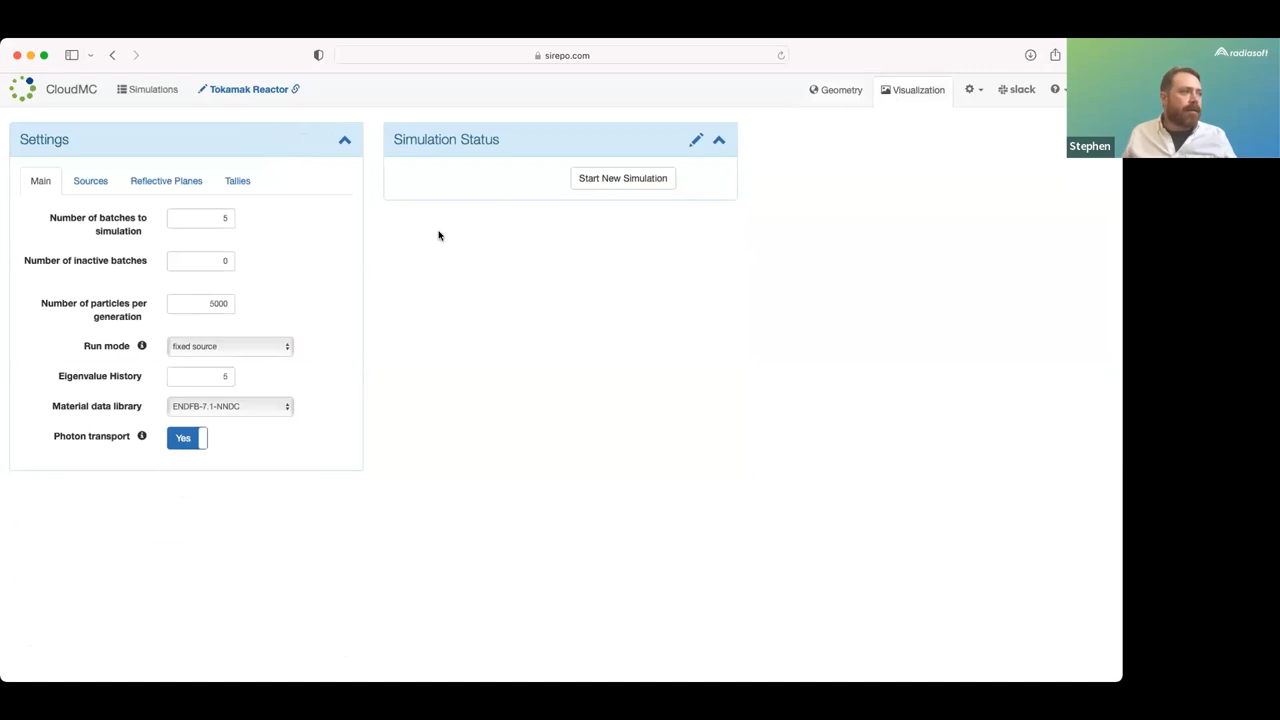 sirepo.com
radiasoft
CloudMC
Simulations
Tokamak Reactor
Geometry
Visualization
slack
Stephen
Settings
Simulation Status
Main
Sources
Reflective Planes
Tallies
Start New Simulation
Number of batches to
simulation
5
Number of inactive batches
0
Number of particles per
generation
5000
Run mode
fixed source
Eigenvalue History
5
Material data library
ENDFB-7.1-NNDC
Photon transport
Yes